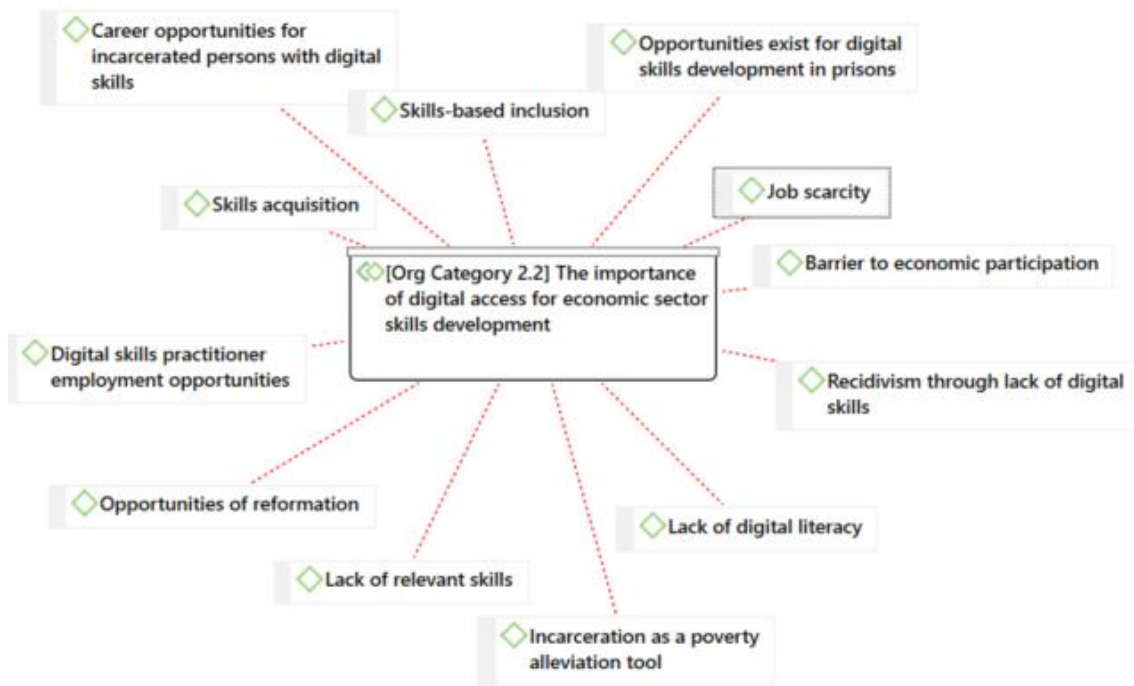 Career opportunities for
incarcerated persons with digital
skills
Opportunities exist for digital
skills development in prisons
Skills-based inclusion
Job scarcity
Skills acquisition
[Org Category 2.2] The importance
of digital access for economic sector
skills development
Barrier to economic participation
Digital skills practitioner
employment opportunities
Recidivism through lack of digital
skills
Opportunities of reformation
Lack of digital literacy
Lack of relevant skills
Incarceration as a poverty
alleviation tool